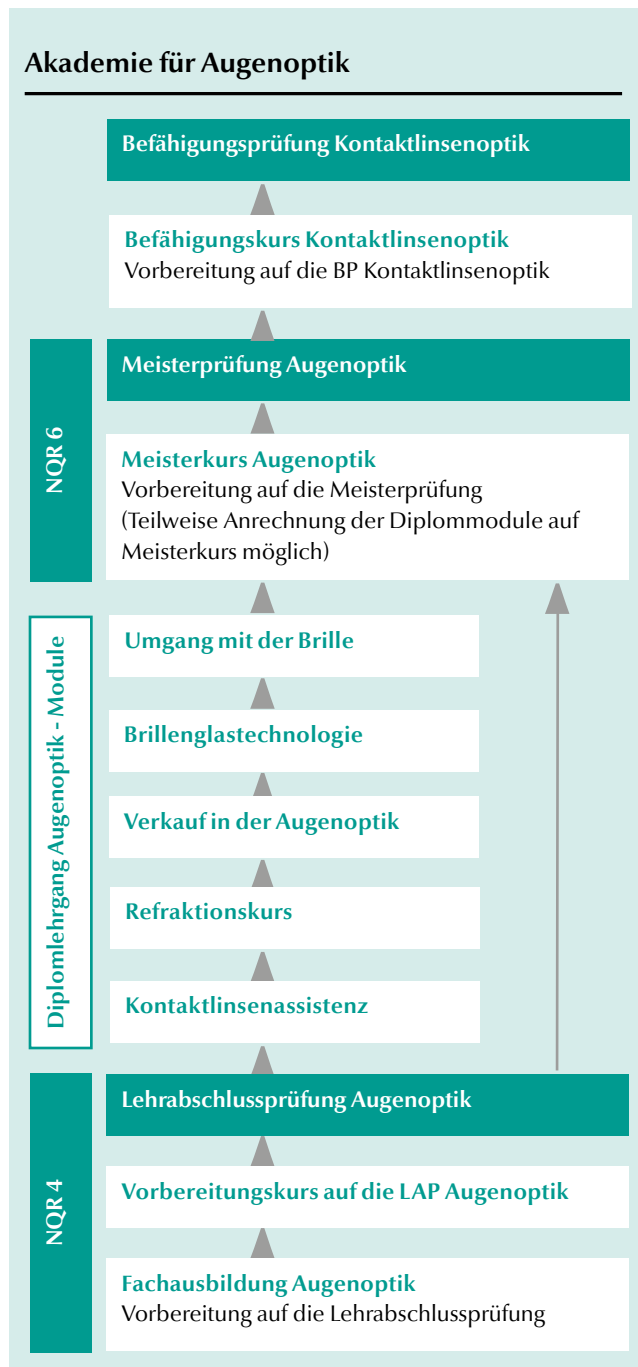 Akademie für Augenoptik
Befähigungsprüfung Kontaktlinsenoptik
Befähigungskurs Kontaktlinsenoptik
Vorbereitung auf die BP Kontaktlinsenoptik
NQR 6
Meisterprüfung Augenoptik
Meisterkurs Augenoptik
Vorbereitung auf die Meisterprüfung
(Teilweise Anrechnung der Diplommodule auf
Meisterkurs möglich)
Diplomlehrgang Augenoptik - Module
Umgang mit der Brille
Brillenglastechnologie
Verkauf in der Augenoptik
Refraktionskurs
Kontaktlinsenassistenz
NQR 4
Lehrabschlussprüfung Augenoptik
Vorbereitungskurs auf die LAP Augenoptik
Fachausbildung Augenoptik
Vorbereitung auf die Lehrabschlussprüfung